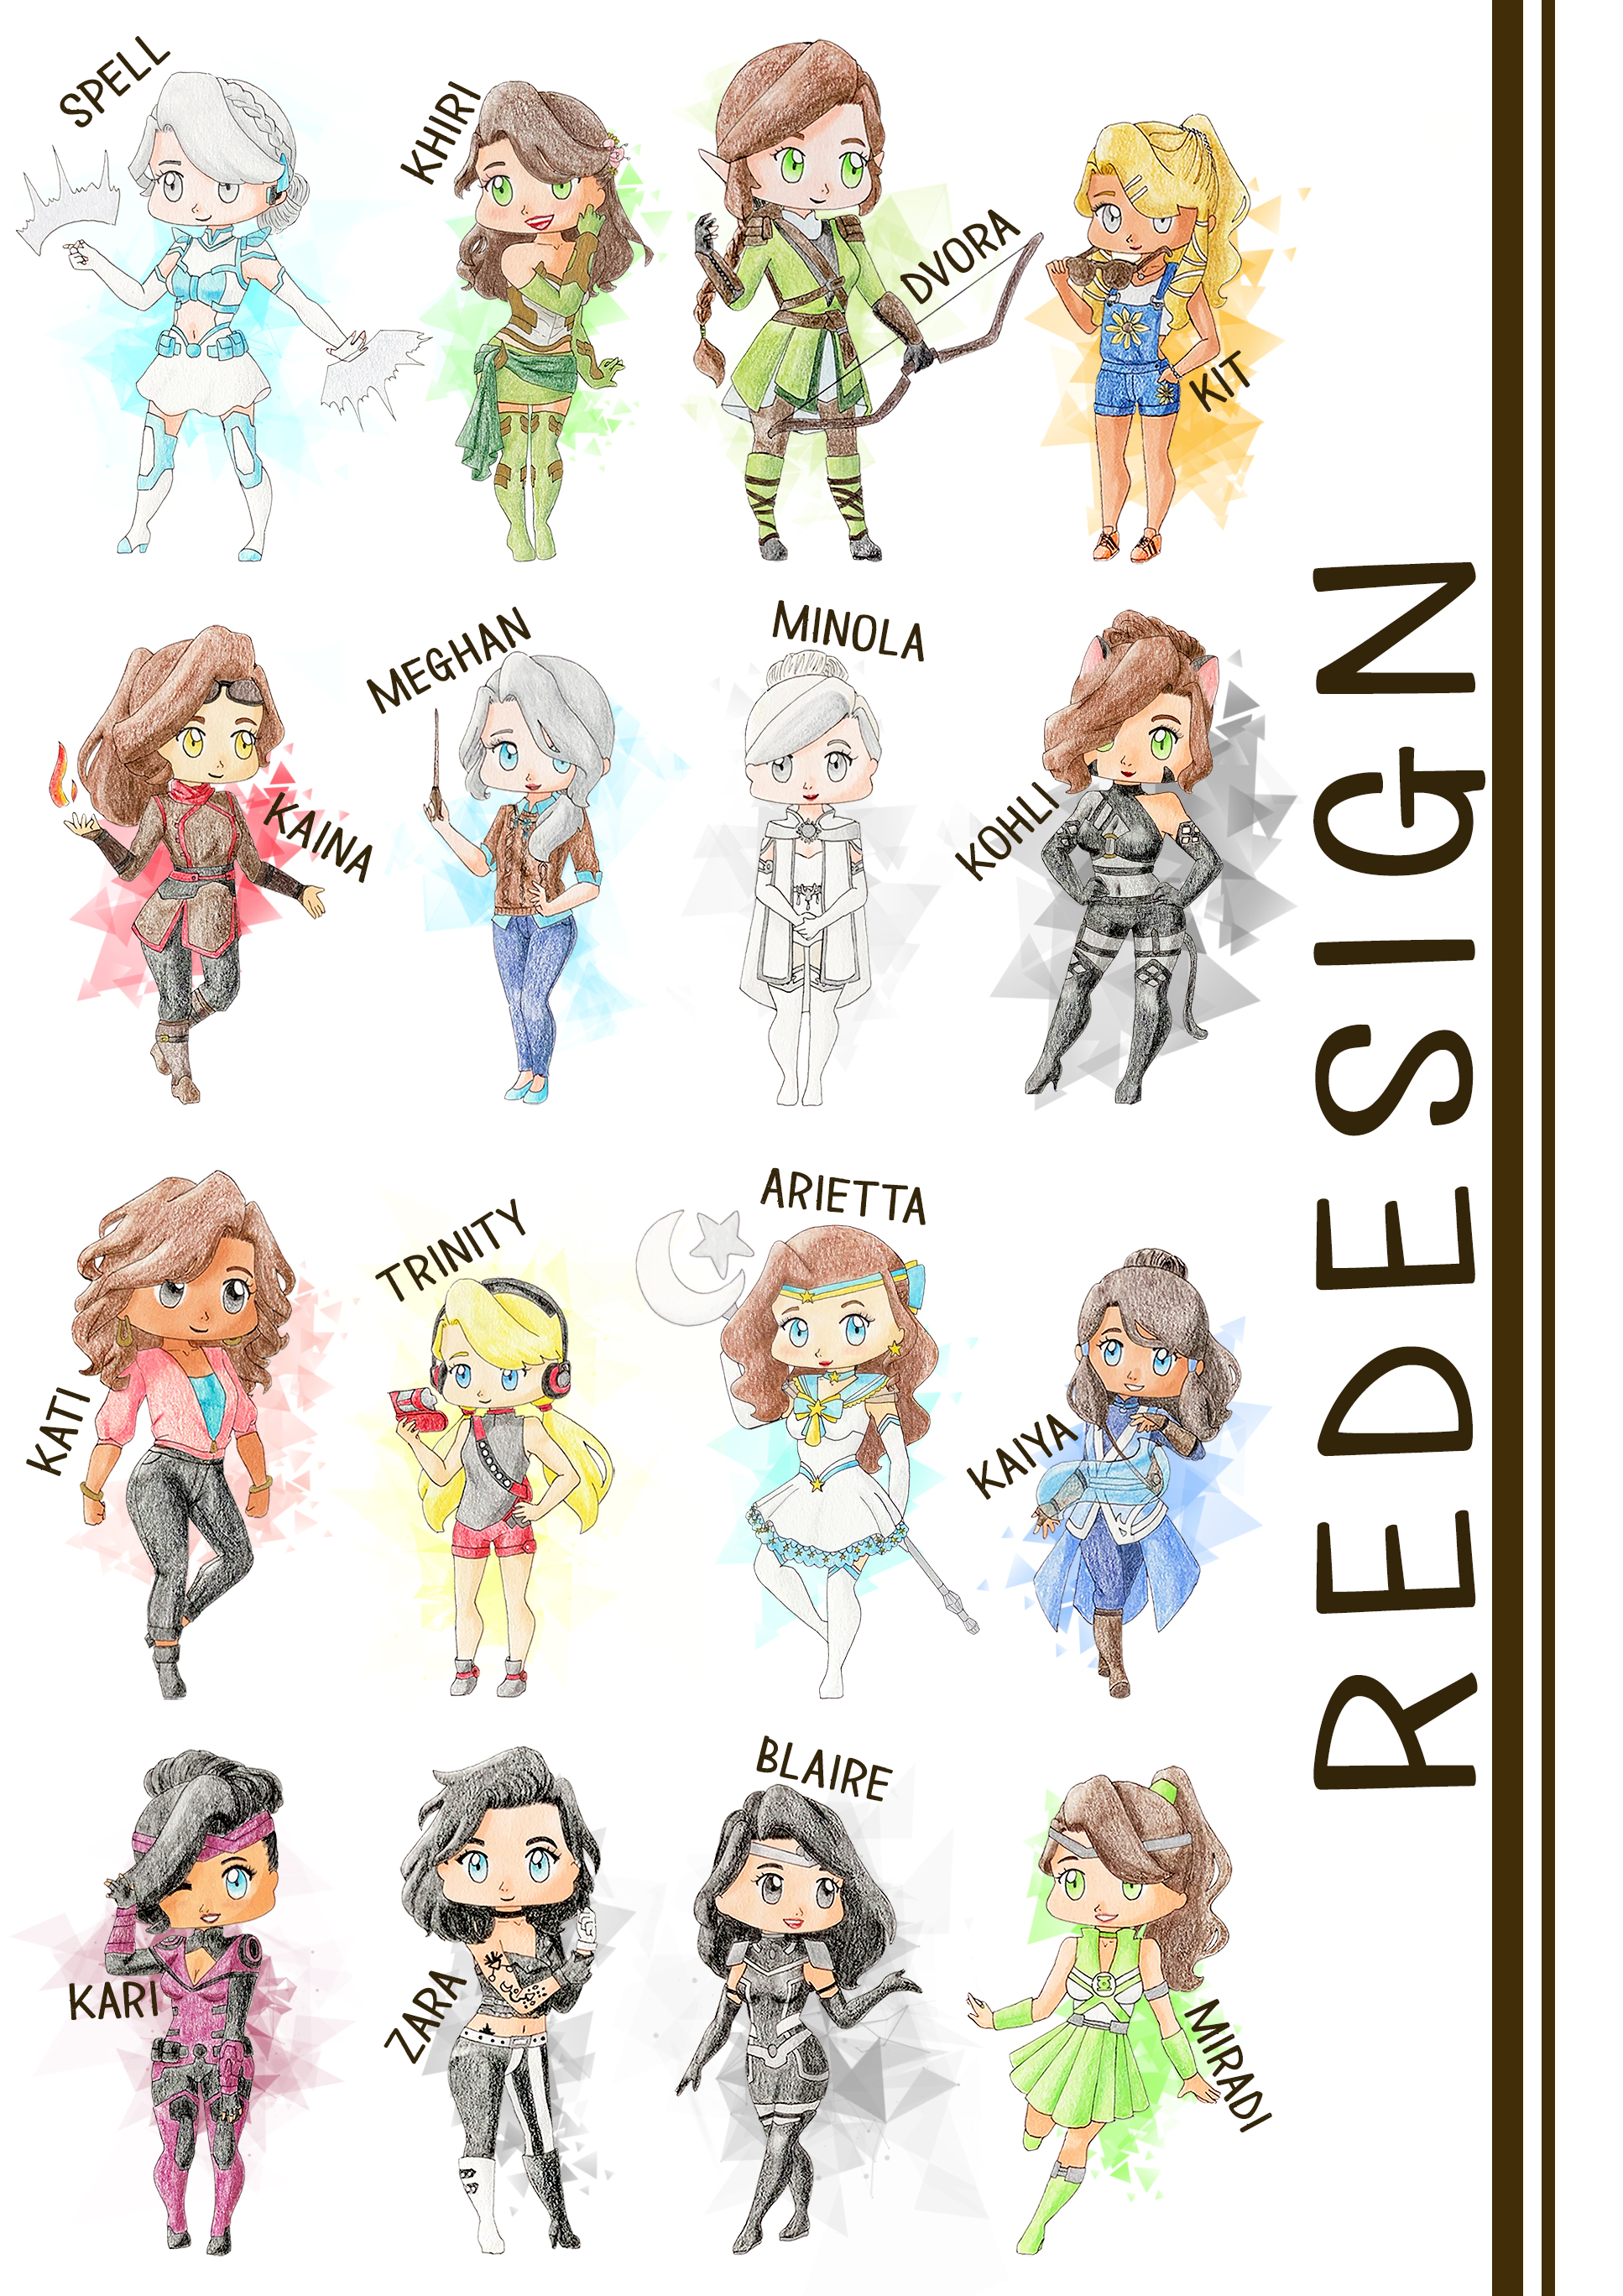 SPELL
KHIRI
DVORA
KIT
KAINA
MEGHAN
MINOLA
KOHLI
KATI
TRINITY
ARIETTA
KAIYA
KARI
ZARA
BLAIRE
MIRADI
REDESIGN